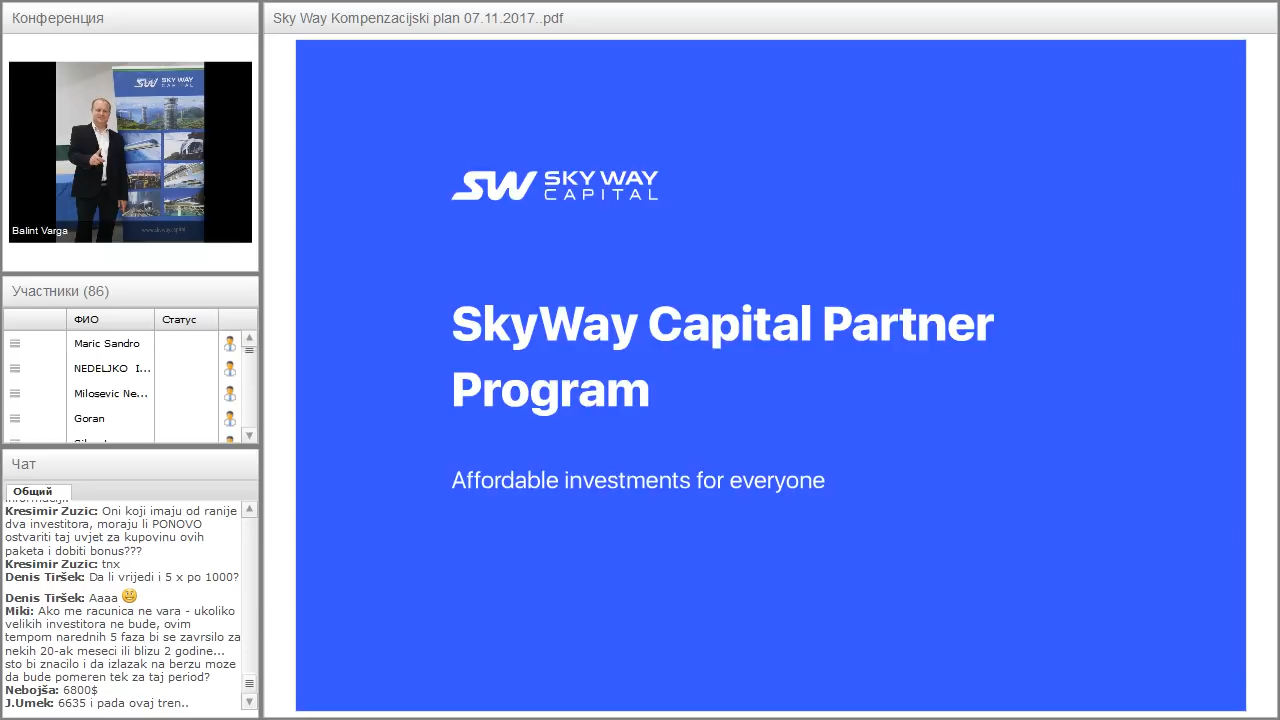 Конференция
SKY WAY
CAPITAL
Balint Varga
Участники (86)
ФИО
Статус
Maric Sandro
NEDELJKO I...
Milosevic Ne...
Goran
Чат
Общий
Kresimir Zuzic: Oni koji imaju od ranije
dva investitora, moraju li PONOVO
ostvariti taj uvjet za kupovinu ovih
paketa i dobiti bonus???
Kresimir Zuzic: tnx
Denis Tiršek: Da li vrijedi i 5 x po 1000?
Denis Tiršek: Aaaa
Miki: Ako me racunica ne vara - ukoliko
velikih investitora ne bude, ovim
tempom narednih 5 faza bi se zavrsilo za
nekih 20-ak meseci ili blizu 2 godine...
sto bi znacilo i da izlazak na berzu moze
da bude pomeren tek za taj period?
Nebojša: 6800$
J.Umek: 6635 i pada ovaj tren..
Sky Way Kompenzacijski plan 07.11.2017..pdf
SW SKY WAY
CAPITAL
SkyWay Capital Partner
Program
Affordable investments for everyone